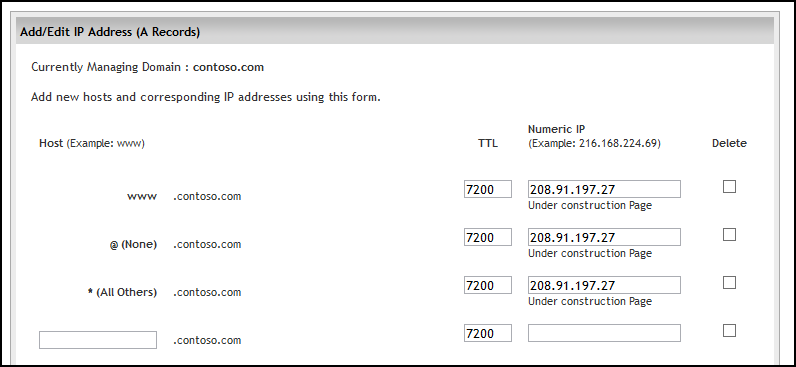 Add/Edit IP Address (A Records)
Currently Managing Domain : contoso.com
Add new hosts and corresponding IP addresses using this form.
Host (Example: www) TTL Numeric IP (Example: 216.168.224.69) Delete
www .contoso.com 7200 208.91.197.27
Under construction Page
@ (None) .contoso.com 7200 208.91.197.27
Under construction Page
* (All Others) .contoso.com 7200 208.91.197.27
Under construction Page
.contoso.com 7200